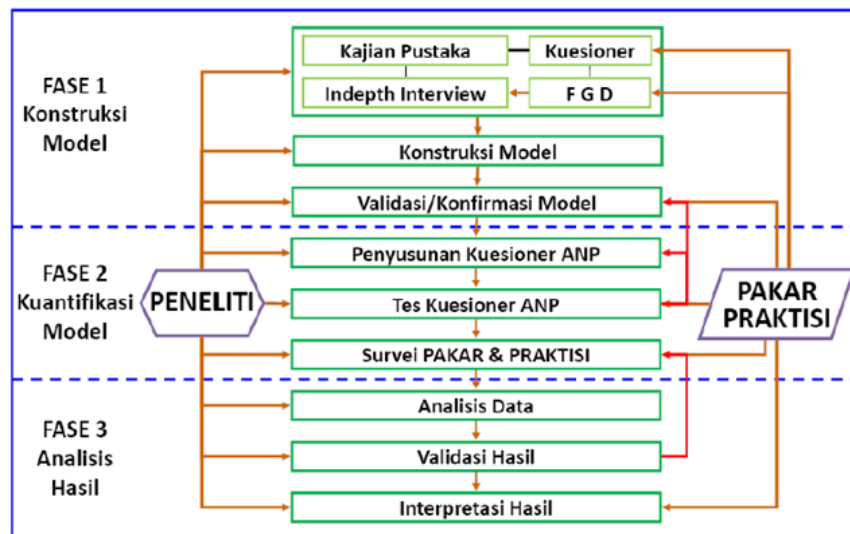 FASE 1
Konstruksi
Model
Kajian Pustaka
Kuesioner
Indepth Interview
F G D
Konstruksi Model
Validasi/Konfirmasi Model
FASE 2
Kuantifikasi
Model
PENELITI
Penyusunan Kuesioner ANP
Tes Kuesioner ANP
Survei PAKAR & PRAKTISI
PAKAR
PRAKTISI
FASE 3
Analisis
Hasil
Analisis Data
Validasi Hasil
Interpretasi Hasil